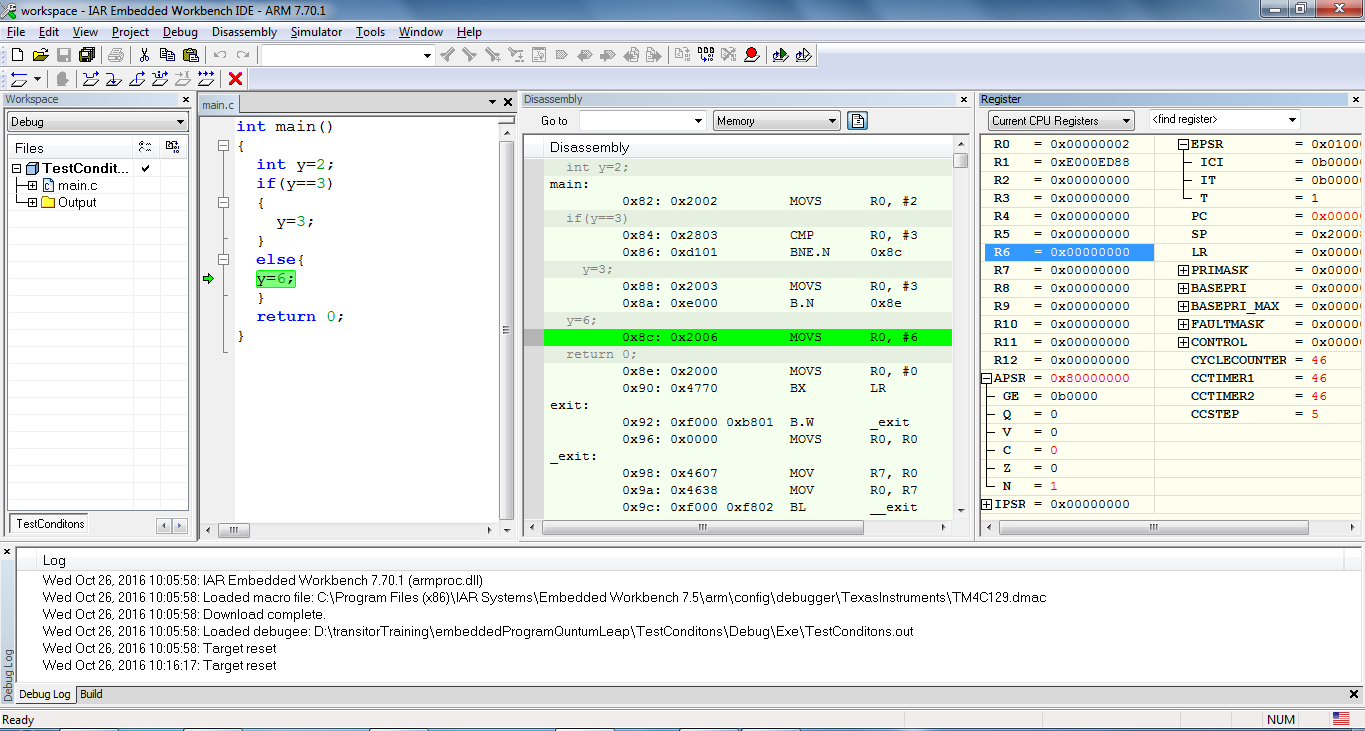 workspace - IAR Embedded Workbench IDE - ARM 7.70.1
File Edit View Project Debug Disassembly Simulator Tools Window Help
Workspace
Debug
Files
TestCondit...
main.c
Output
TestConditons
main.c
int main()
{
int y=2;
if(y==3)
{
y=3;
}
else{
y=6;
}
return 0;
}
Disassembly
Go to
Memory
Disassembly
int y=2;
main:
0x82: 0x2002 MOVS R0, #2
if(y==3)
0x84: 0x2803 CMP R0, #3
0x86: 0xd101 BNE.N 0x8c
y=3;
0x88: 0x2003 MOVS R0, #3
0x8a: 0xe000 B.N 0x8e
y=6;
0x8c: 0x2006 MOVS R0, #6
return 0;
0x8e: 0x2000 MOVS R0, #0
0x90: 0x4770 BX LR
exit:
0x92: 0xf000 0xb801 B.W _exit
0x96: 0x0000 MOVS R0, R0
_exit:
0x98: 0x4607 MOV R7, R0
0x9a: 0x4638 MOV R0, R7
0x9c: 0xf000 0xf802 BL __exit
Register
Current CPU Registers
<find register>
R0 = 0x00000002
R1 = 0xE000ED88
R2 = 0x00000000
R3 = 0x00000000
R4 = 0x00000000
R5 = 0x00000000
R6 = 0x00000000
R7 = 0x00000000
R8 = 0x00000000
R9 = 0x00000000
R10 = 0x00000000
R11 = 0x00000000
R12 = 0x00000000
APSR = 0x80000000
GE = 0b0000
Q = 0
V = 0
C = 0
Z = 0
N = 1
IPSR = 0x00000000
EPSR = 0x01000
ICI = 0b0000
IT = 0b0000
T = 1
PC = 0x0000
SP = 0x2000
LR = 0x0000
PRIMASK = 0x0000
BASEPRI = 0x0000
BASEPRI_MAX = 0x0000
FAULTMASK = 0x0000
CONTROL = 0x0000
CYCLECOUNTER = 46
CCTIMER1 = 46
CCTIMER2 = 46
CCSTEP = 5
Log
Wed Oct 26, 2016 10:05:58: IAR Embedded Workbench 7.70.1 (armproc.dll)
Wed Oct 26, 2016 10:05:58: Loaded macro file: C:\Program Files (x86)\IAR Systems\Embedded Workbench 7.5\arm\config\debugger\TexasInstruments\TM4C129.dmac
Wed Oct 26, 2016 10:05:58: Download complete.
Wed Oct 26, 2016 10:05:58: Loaded debugee: D:\transitorTraining\embeddedProgramQuntumLeap\TestConditons\Debug\Exe\TestConditons.out
Wed Oct 26, 2016 10:05:58: Target reset
Wed Oct 26, 2016 10:16:17: Target reset
Debug Log
Debug Log Build
Ready
NUM